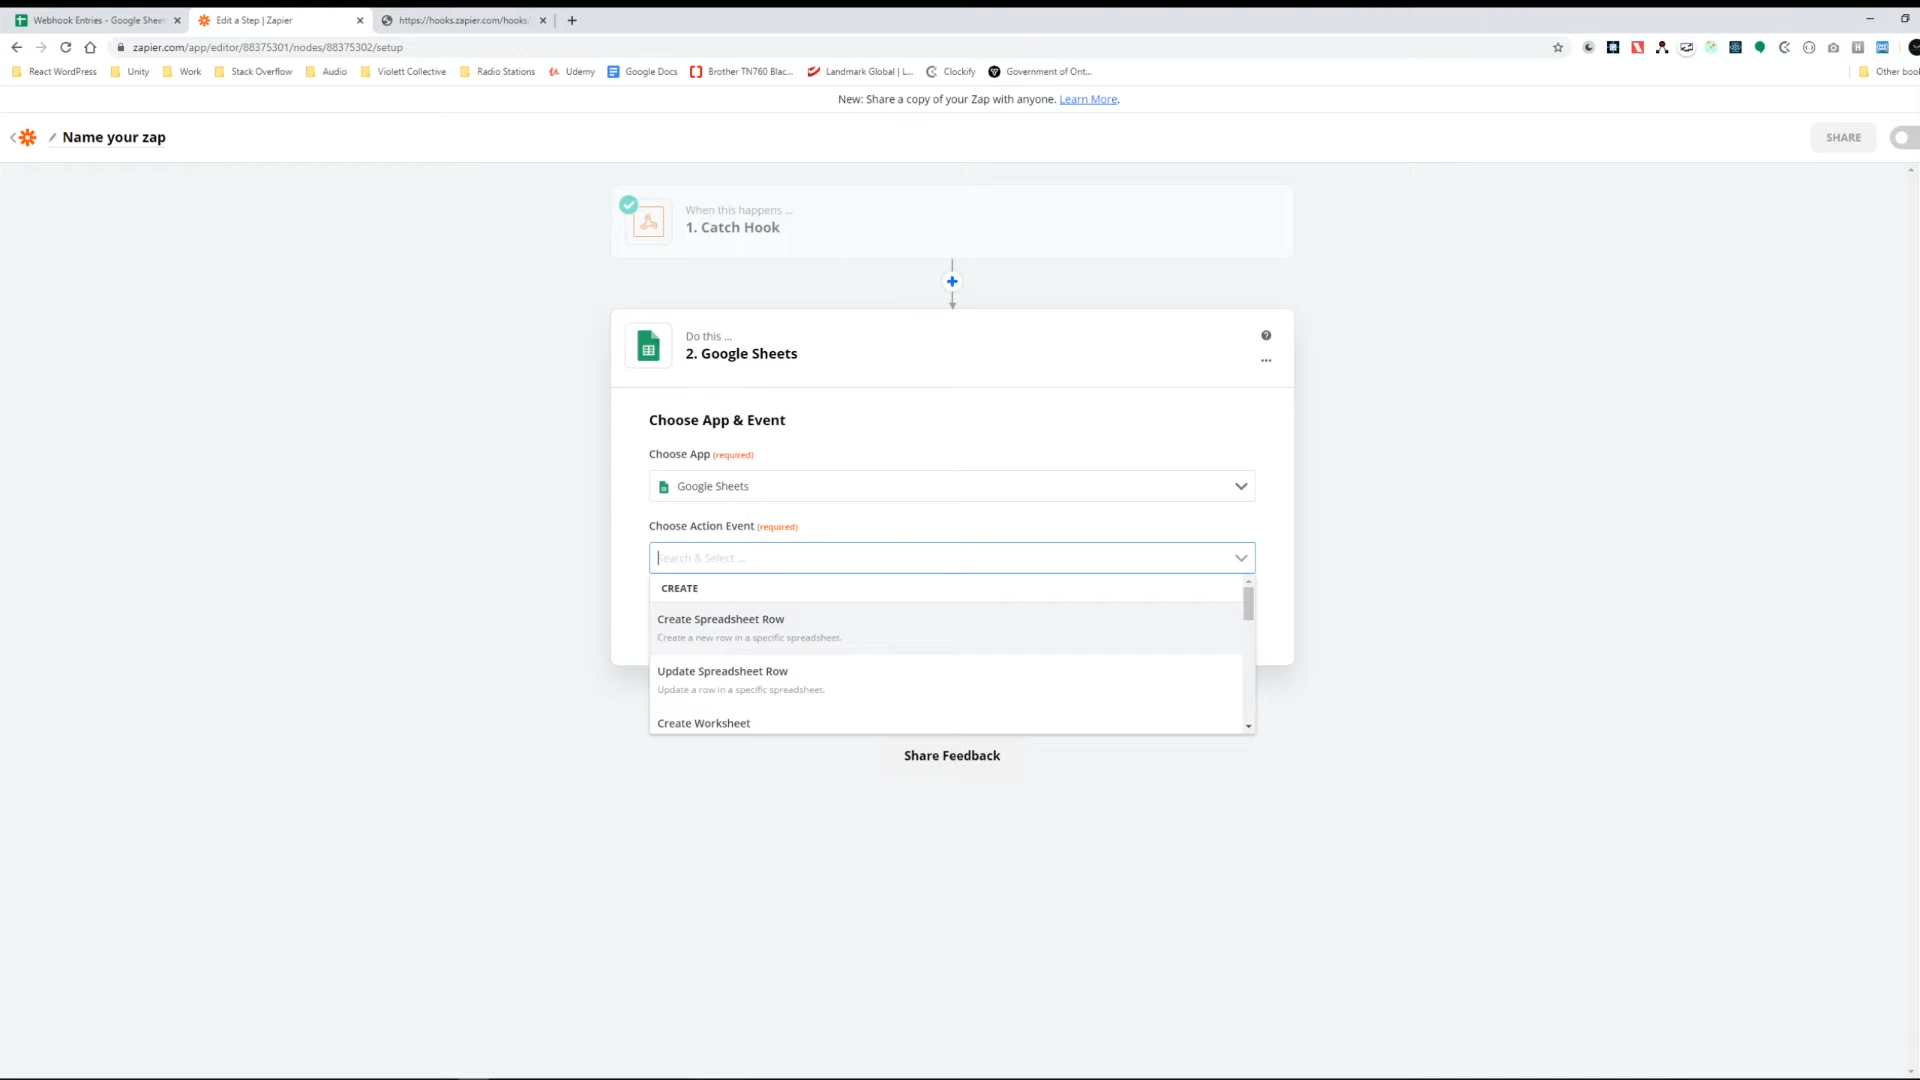 Webhook Entries - Google Sheet
Edit a Step | Zapier
https://hooks.zapier.com/hooks/
zapier.com/app/editor/88375301/nodes/88375302/setup
React WordPress
Unity
Work
Stack Overflow
Audio
Violett Collective
Radio Stations
Udemy
Google Docs
Brother TN760 Blac...
Landmark Global | L...
Clockify
Government of Ont...
Other book
New: Share a copy of your Zap with anyone. Learn More.
Name your zap
SHARE
When this happens ...
1. Catch Hook
Do this ...
2. Google Sheets
Choose App & Event
Choose App (required)
Google Sheets
Choose Action Event (required)
Search & Select ...
CREATE
Create Spreadsheet Row
Create a new row in a specific spreadsheet.
Update Spreadsheet Row
Update a row in a specific spreadsheet.
Create Worksheet
Share Feedback